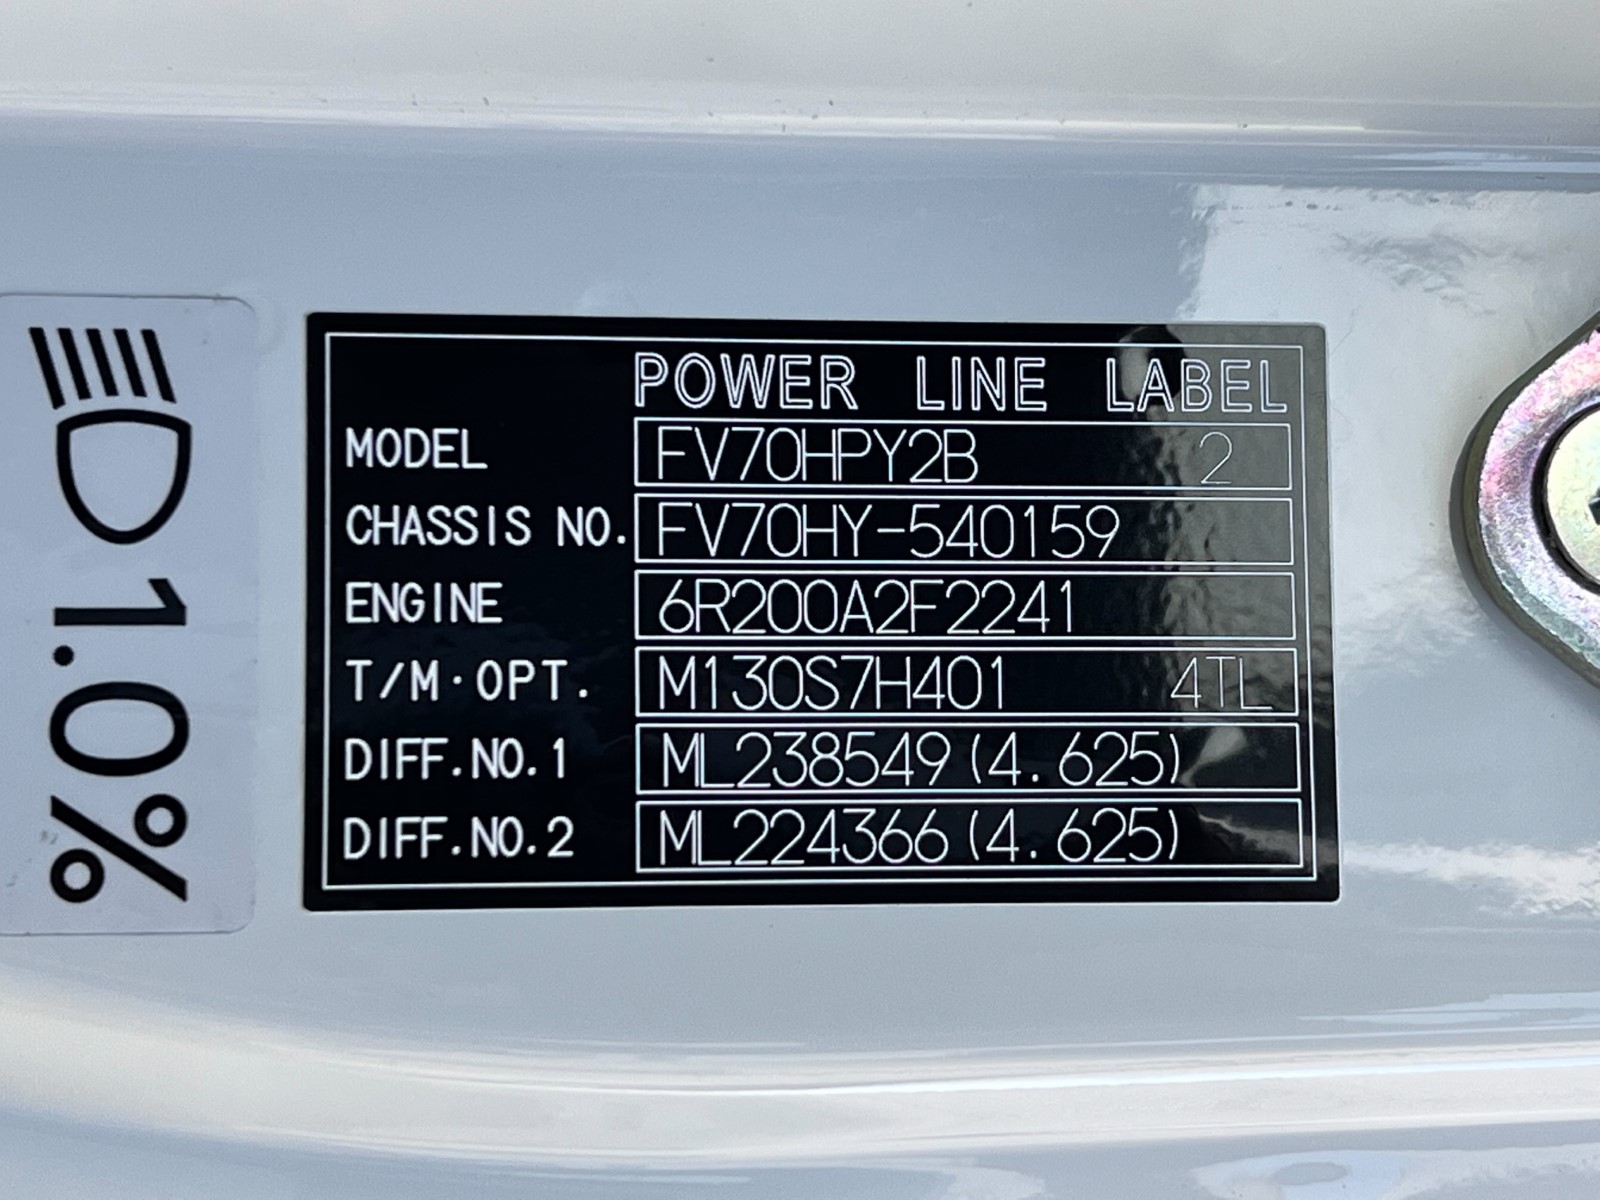 POWER LINE LABEL
MODEL FV70HPY2B 2
CHASSIS NO. FV70HY-540159
ENGINE 6R200A2F2241
T/M·OPT. M130S7H401 4TL
DIFF.NO.1 ML238549(4.625)
DIFF.NO.2 ML224366(4.625)
1.0%